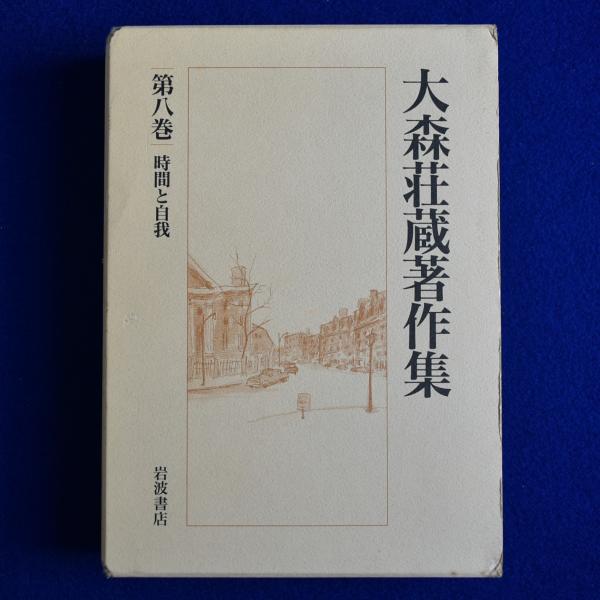 大森荘蔵著作集
第八巻 時間と自我
岩波書店